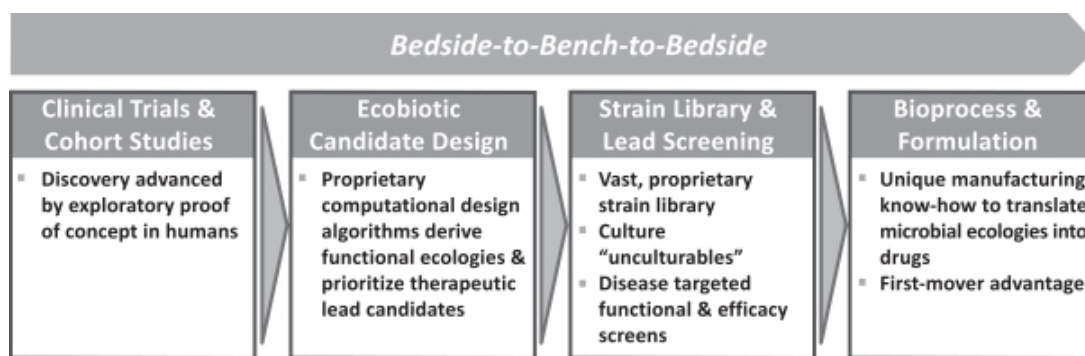 Bedside-to-Bench-to-Bedside
Clinical Trials &
Cohort Studies
Discovery advanced
by exploratory proof
of concept in humans
Ecobiotic
Candidate Design
Proprietary
computational design
algorithms derive
functional ecologies &
prioritize therapeutic
lead candidates
Strain Library &
Lead Screening
Vast, proprietary
strain library
Culture
“unculturables”
Disease targeted
functional & efficacy
screens
Bioprocess &
Formulation
Unique manufacturing
know-how to translate
microbial ecologies into
drugs
First-mover advantage